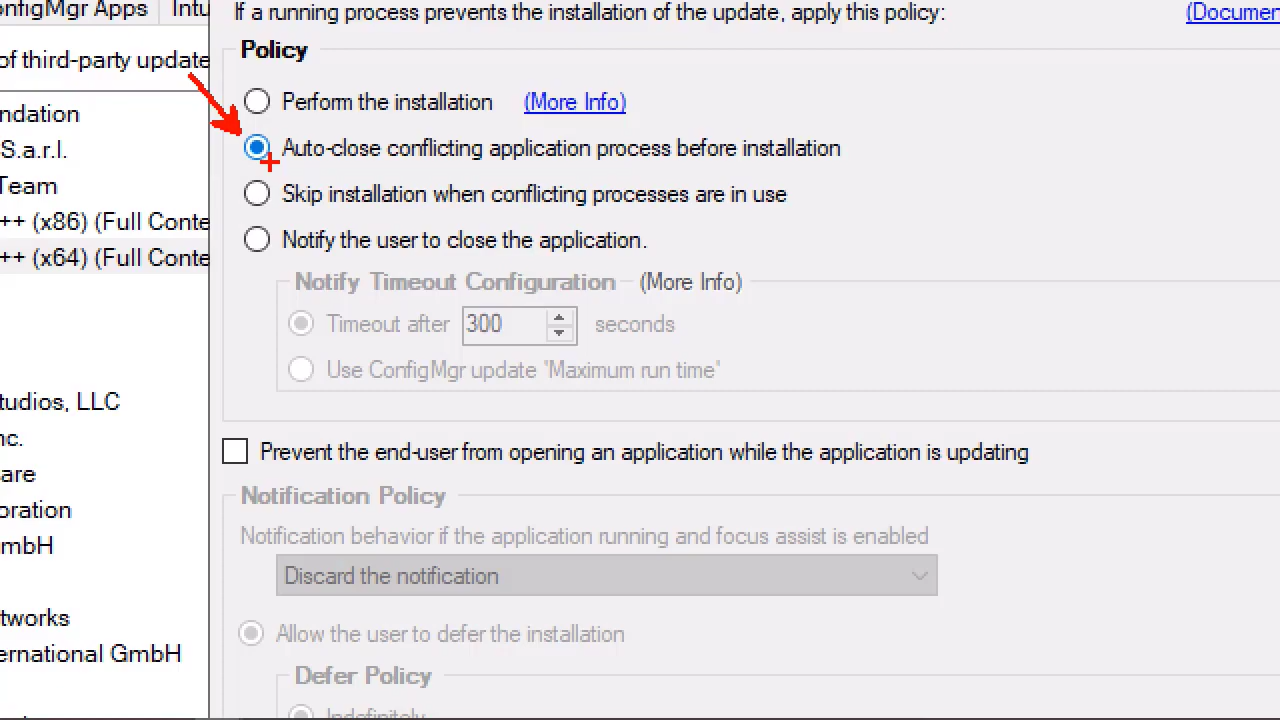 onfigMgr Apps Intu
of third-party update
ndation
S.a.r.l.
Team
++ (x86) (Full Conte
++ (x64) (Full Conte
tudios, LLC
nc.
are
oration
mbH
tworks
ernational GmbH
If a running process prevents the installation of the update, apply this policy: (Documen
Policy
Perform the installation (More Info)
Auto-close conflicting application process before installation
Skip installation when conflicting processes are in use
Notify the user to close the application.
Notify Timeout Configuration (More Info)
Timeout after 300 seconds
Use ConfigMgr update 'Maximum run time'
Prevent the end-user from opening an application while the application is updating
Notification Policy
Notification behavior if the application running and focus assist is enabled
Discard the notification
Allow the user to defer the installation
Defer Policy
Indefinitely